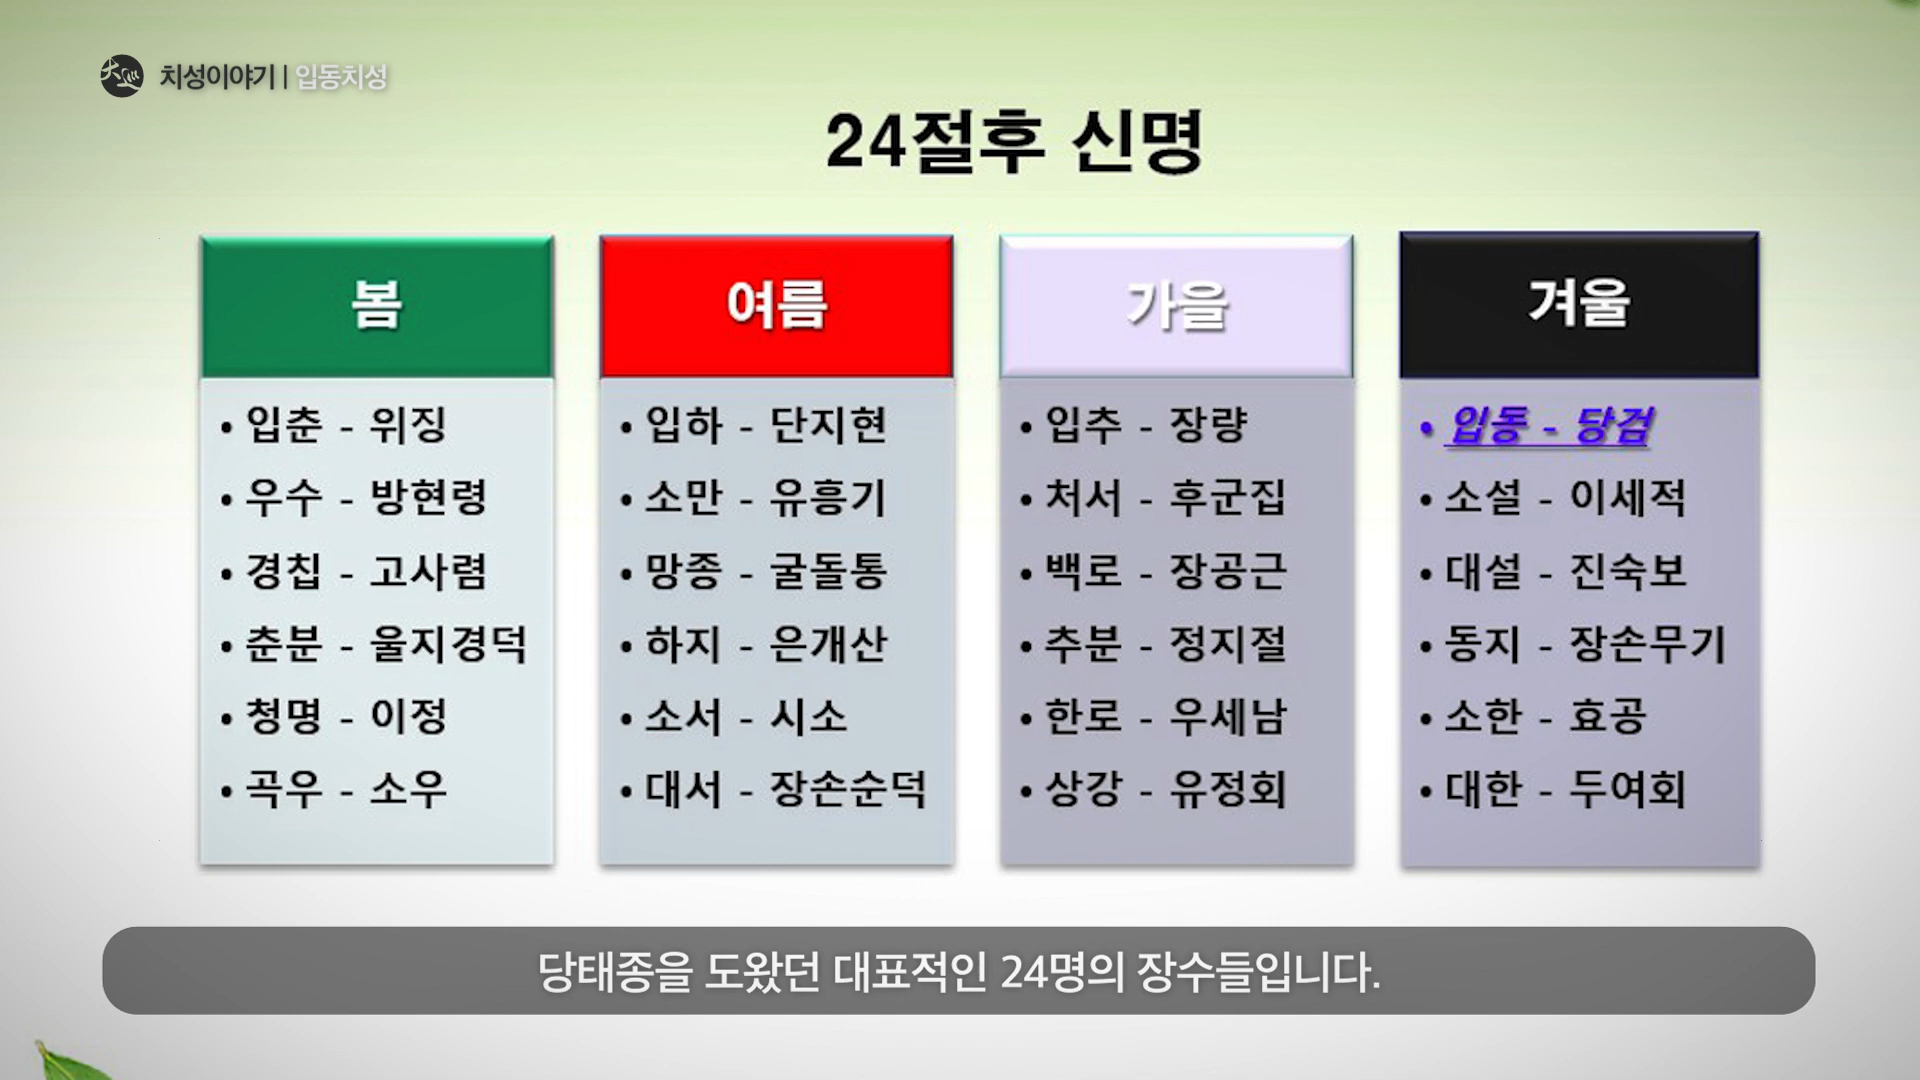 치성이야기 | 입동치성
24절후 신명
봄
• 입춘 - 위징
• 우수 - 방현령
• 경칩 - 고사렴
• 춘분 - 울지경덕
• 청명 - 이정
• 곡우 - 소우
여름
• 입하 - 단지현
• 소만 - 유흥기
• 망종 - 굴돌통
• 하지 - 은개산
• 소서 - 시소
• 대서 - 장손순덕
가을
• 입추 - 장량
• 처서 - 후군집
• 백로 - 장공근
• 추분 - 정지절
• 한로 - 우세남
• 상강 - 유정회
겨울
• 입동 - 당검
• 소설 - 이세적
• 대설 - 진숙보
• 동지 - 장손무기
• 소한 - 효공
• 대한 - 두여회
당태종을 도왔던 대표적인 24명의 장수들입니다.